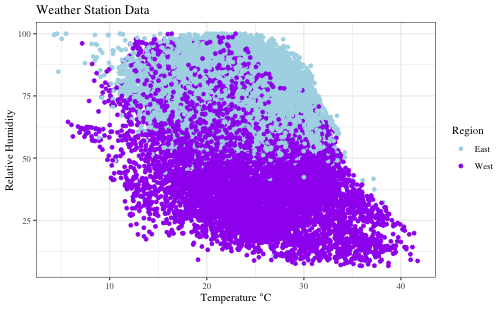 Weather Station Data
100
75
50
25
Relative Humidity
10 20 30 40
Temperature °C
Region
East
West